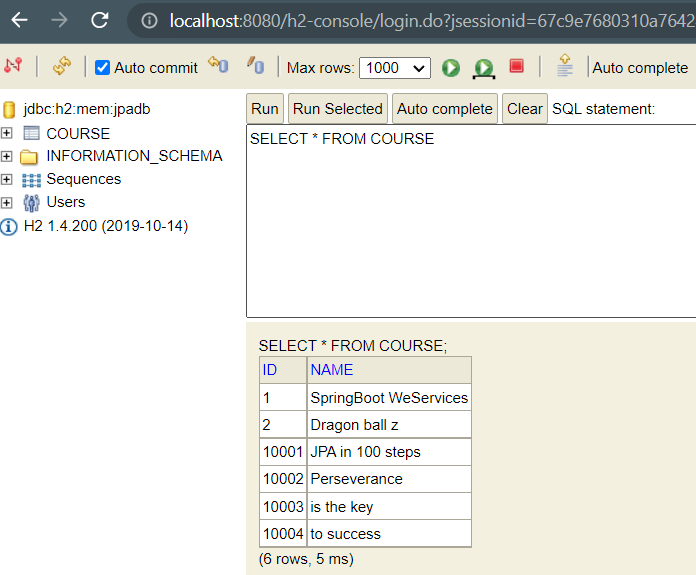 localhost:8080/h2-console/login.do?jsessionid=67c9e7680310a7642
Auto commit Max rows: 1000 Auto complete
jdbc:h2:mem:jpadb
COURSE
INFORMATION_SCHEMA
Sequences
Users
H2 1.4.200 (2019-10-14)
Run Run Selected Auto complete Clear SQL statement:
SELECT * FROM COURSE
SELECT * FROM COURSE;
ID NAME
1 SpringBoot WeServices
2 Dragon ball z
10001 JPA in 100 steps
10002 Perseverance
10003 is the key
10004 to success
(6 rows, 5 ms)